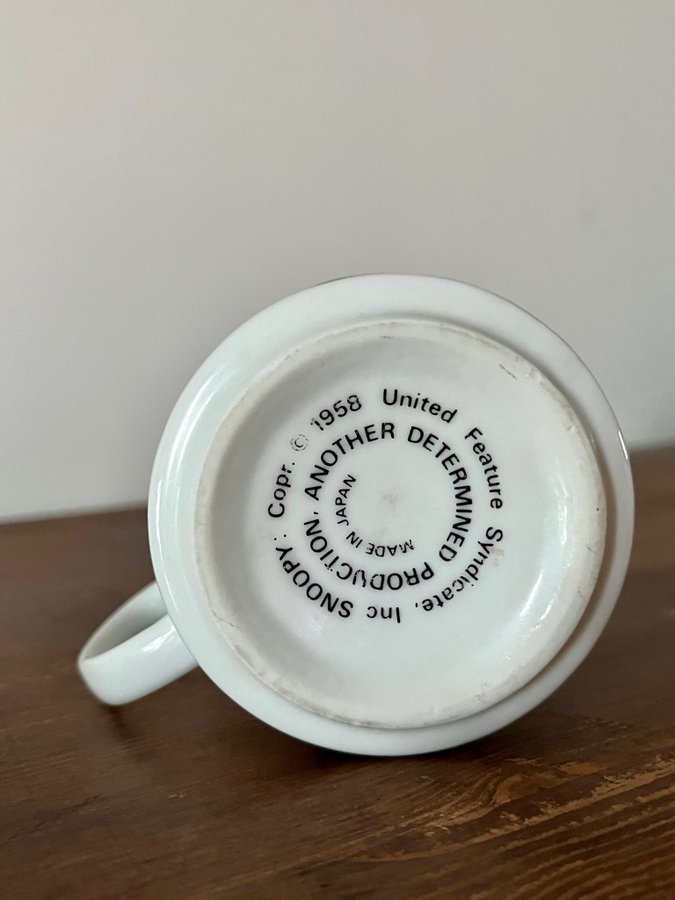 SNOOPY: Copr. © 1958 United Feature Syndicate, Inc
ANOTHER DETERMINED PRODUCTION,
MADE IN JAPAN